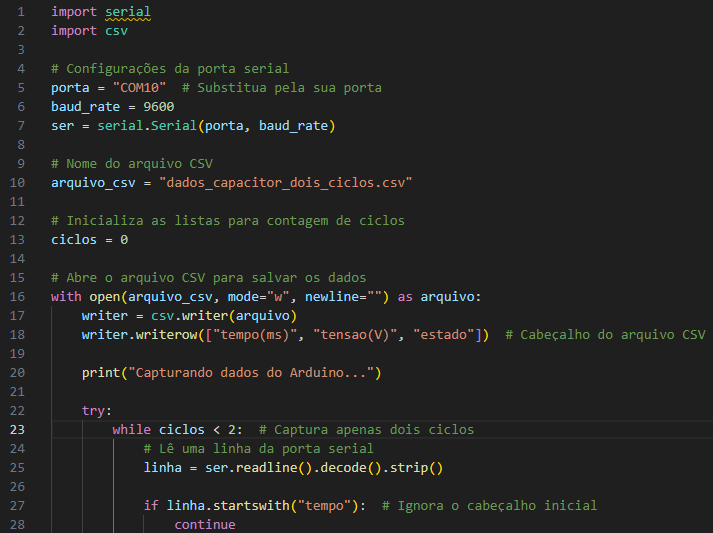 1 import serial
2 import csv
3
4 # Configurações da porta serial
5 porta = "COM10"  # Substitua pela sua porta
6 baud_rate = 9600
7 ser = serial.Serial(porta, baud_rate)
8
9 # Nome do arquivo CSV
10 arquivo_csv = "dados_capacitor_dois_ciclos.csv"
11
12 # Inicializa as listas para contagem de ciclos
13 ciclos = 0
14
15 # Abre o arquivo CSV para salvar os dados
16 with open(arquivo_csv, mode="w", newline="") as arquivo:
17     writer = csv.writer(arquivo)
18     writer.writerow(["tempo(ms)", "tensao(V)", "estado"])  # Cabeçalho do arquivo CSV
19
20     print("Capturando dados do Arduino...")
21
22     try:
23         while ciclos < 2:  # Captura apenas dois ciclos
24             # Lê uma linha da porta serial
25             linha = ser.readline().decode().strip()
26
27             if linha.startswith("tempo"):  # Ignora o cabeçalho inicial
28                 continue